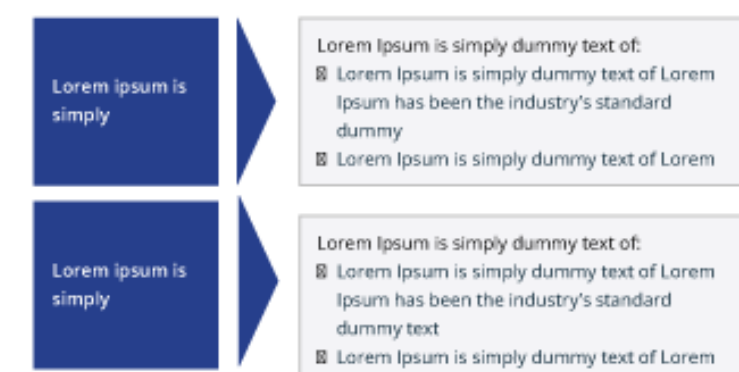 Lorem ipsum is
simply
Lorem Ipsum is simply dummy text of:
Lorem Ipsum is simply dummy text of Lorem
Ipsum has been the industry's standard
dummy
Lorem Ipsum is simply dummy text of Lorem
Lorem ipsum is
simply
Lorem Ipsum is simply dummy text of:
Lorem Ipsum is simply dummy text of Lorem
Ipsum has been the industry's standard
dummy text
Lorem Ipsum is simply dummy text of Lorem